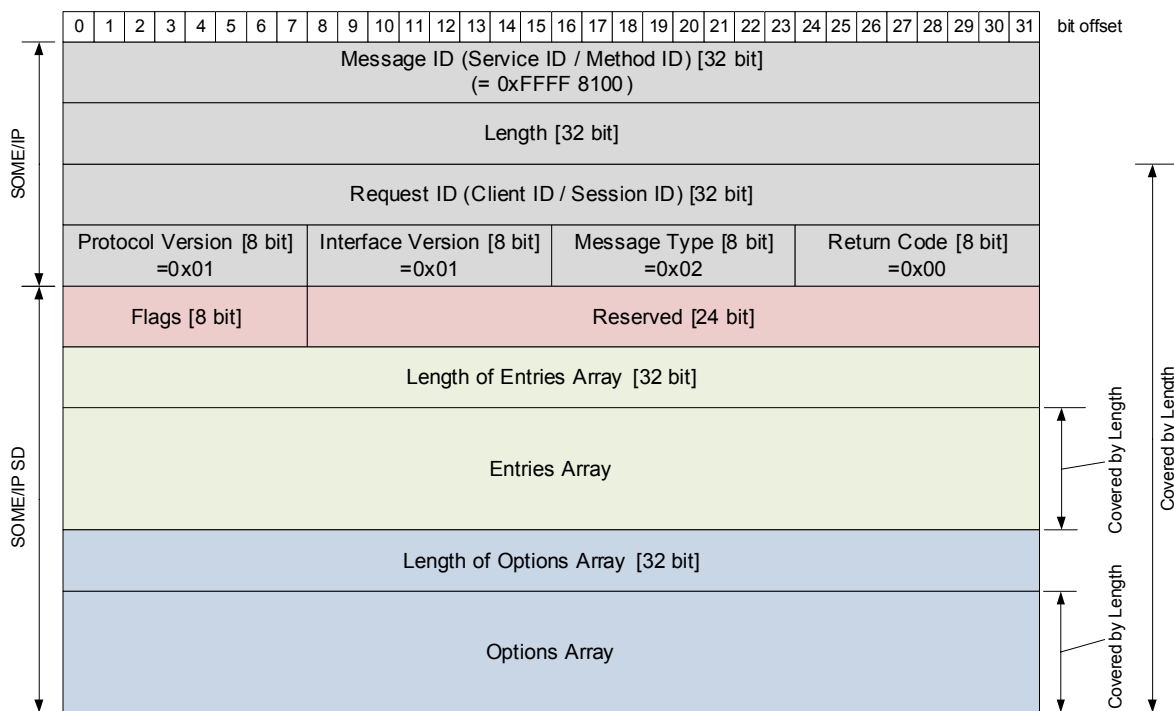 0 1 2 3 4 5 6 7 8 9 10 11 12 13 14 15 16 17 18 19 20 21 22 23 24 25 26 27 28 29 30 31 bit offset
SOME/IP
Message ID (Service ID / Method ID) [32 bit]
(= 0xFFFF 8100)
Length [32 bit]
Request ID (Client ID / Session ID) [32 bit]
Protocol Version [8 bit]
=0x01
Interface Version [8 bit]
=0x01
Message Type [8 bit]
=0x02
Return Code [8 bit]
=0x00
SOME/IP SD
Flags [8 bit]
Reserved [24 bit]
Length of Entries Array [32 bit]
Entries Array
Covered by Length
Length of Options Array [32 bit]
Options Array
Covered by Length
Covered by Length